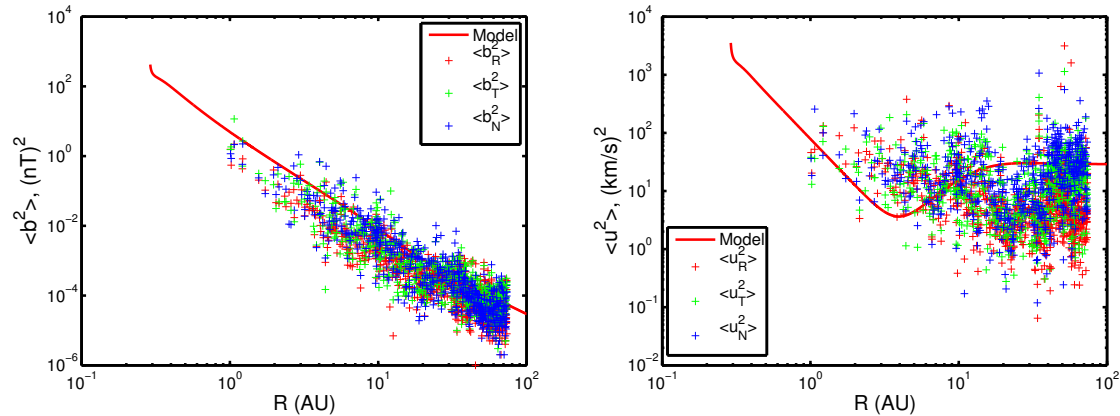 10^4
10^2
10^0
10^-2
10^-4
10^-6
<b^2>, (nT)^2
10^-1
10^0
10^1
10^2
R (AU)
Model
<b_R^2>
<b_T^2>
<b_N^2>
10^4
10^3
10^2
10^1
10^0
10^-1
10^-2
<u^2>, (km/s)^2
10^-1
10^0
10^1
10^2
R (AU)
Model
<u_R^2>
<u_T^2>
<u_N^2>